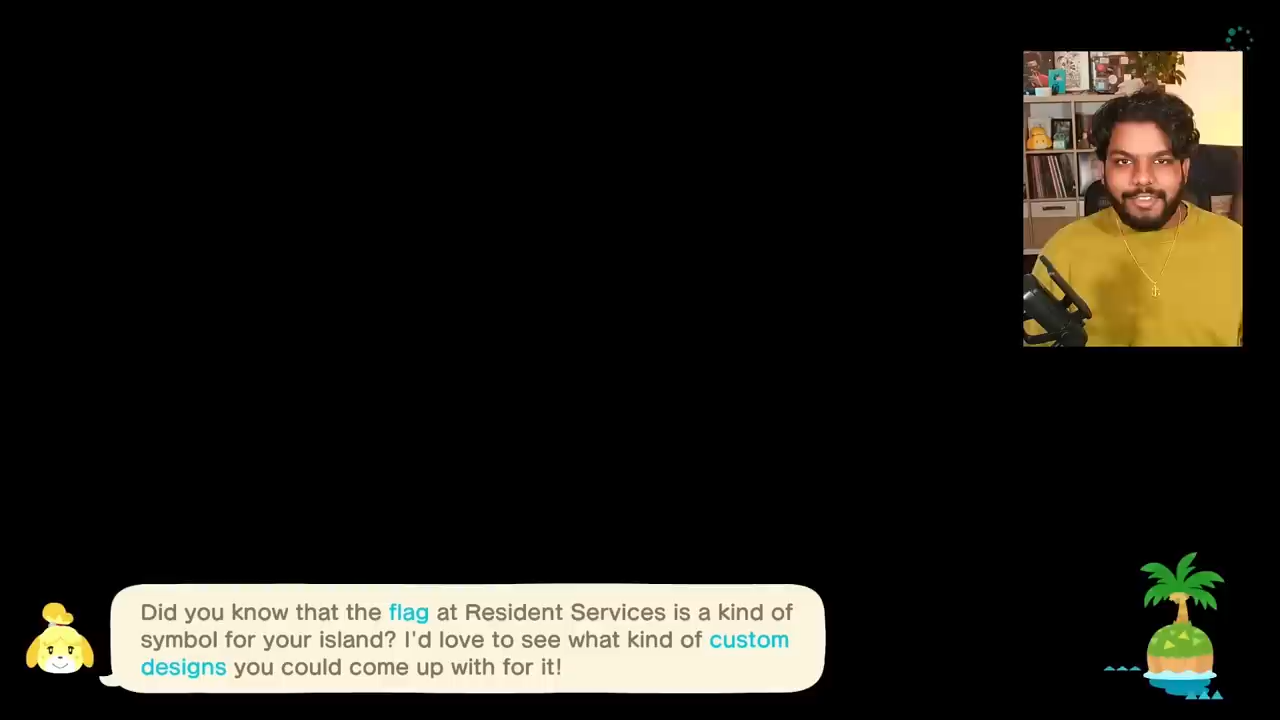 Did you know that the flag at Resident Services is a kind of
symbol for your island? I'd love to see what kind of custom
designs you could come up with for it!